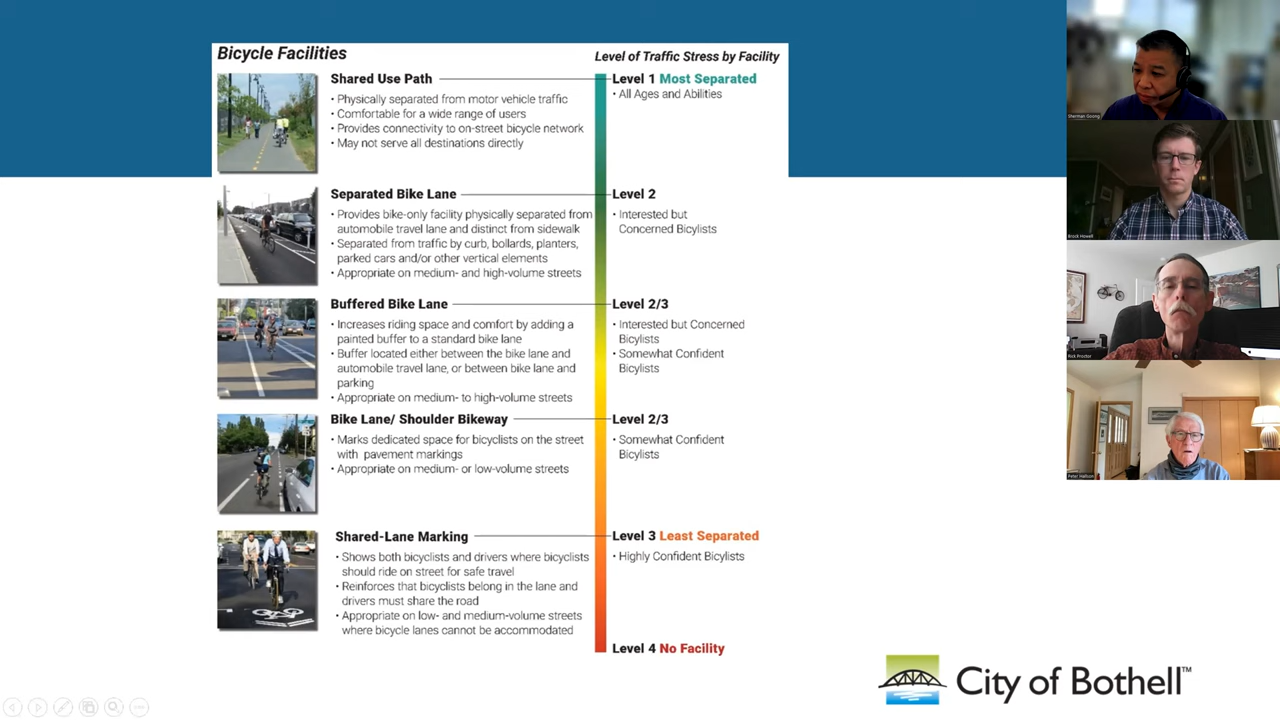 Bicycle Facilities
Level of Traffic Stress by Facility
Shared Use Path
• Physically separated from motor vehicle traffic
• Comfortable for a wide range of users
• Provides connectivity to on-street bicycle network
• May not serve all destinations directly
Level 1 Most Separated
• All Ages and Abilities
Separated Bike Lane
• Provides bike-only facility physically separated from
automobile travel lane and distinct from sidewalk
• Separated from traffic by curb, bollards, planters,
parked cars and/or other vertical elements
• Appropriate on medium- and high-volume streets
Level 2
• Interested but
Concerned Bicylists
Buffered Bike Lane
• Increases riding space and comfort by adding a
painted buffer to a standard bike lane
• Buffer located either between the bike lane and
automobile travel lane, or between bike lane and
parking
• Appropriate on medium- to high-volume streets
Level 2/3
• Interested but Concerned
Bicylists
• Somewhat Confident
Bicylists
Bike Lane/ Shoulder Bikeway
• Marks dedicated space for bicyclists on the street
with pavement markings
• Appropriate on medium- or low-volume streets
Level 2/3
• Somewhat Confident
Bicylists
Shared-Lane Marking
• Shows both bicyclists and drivers where bicyclists
should ride on street for safe travel
• Reinforces that bicyclists belong in the lane and
drivers must share the road
• Appropriate on low- and medium-volume streets
where bicycle lanes cannot be accommodated
Level 3 Least Separated
• Highly Confident Bicylists
Level 4 No Facility
City of Bothell™
Sherman Goong
Brock Howell
Rick Proctor